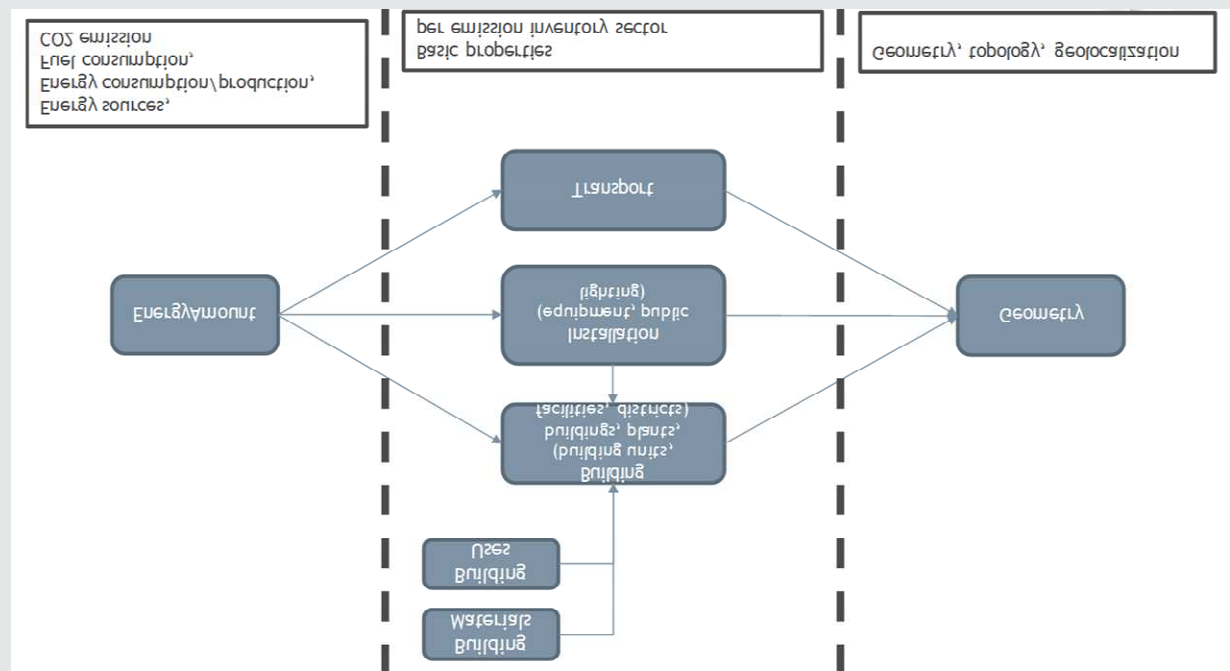 Building
Materials
Building
Uses
Building
(building units,
buildings, plants,
facilities, districts)
EnergyAmount
Installation
(equipment, public
lighting)
Geometry
Transport
Energy sources,
Energy consumption/production,
Fuel consumption,
CO2 emission
Basic properties
per emission inventory sector
Geometry, topology, geolocalization